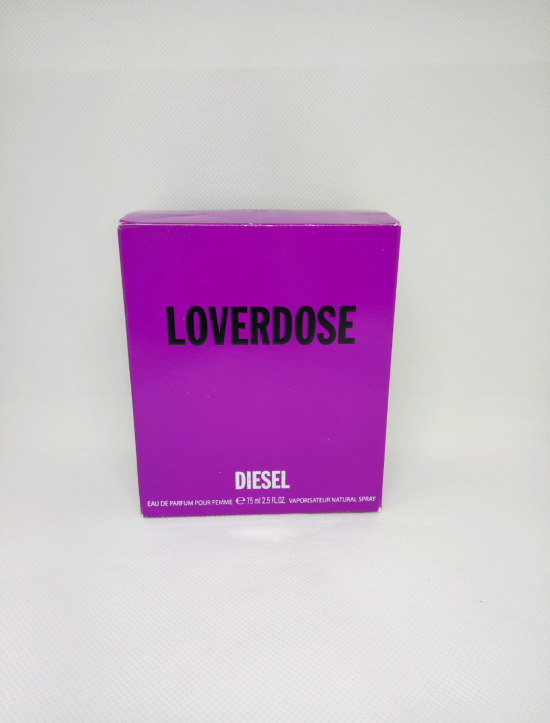 LOVERDOSE
DIESEL
EAU DE PARFUM POUR FEMME ℮ 75 ml 2.5 FL.OZ. VAPORISATEUR NATURAL SPRAY